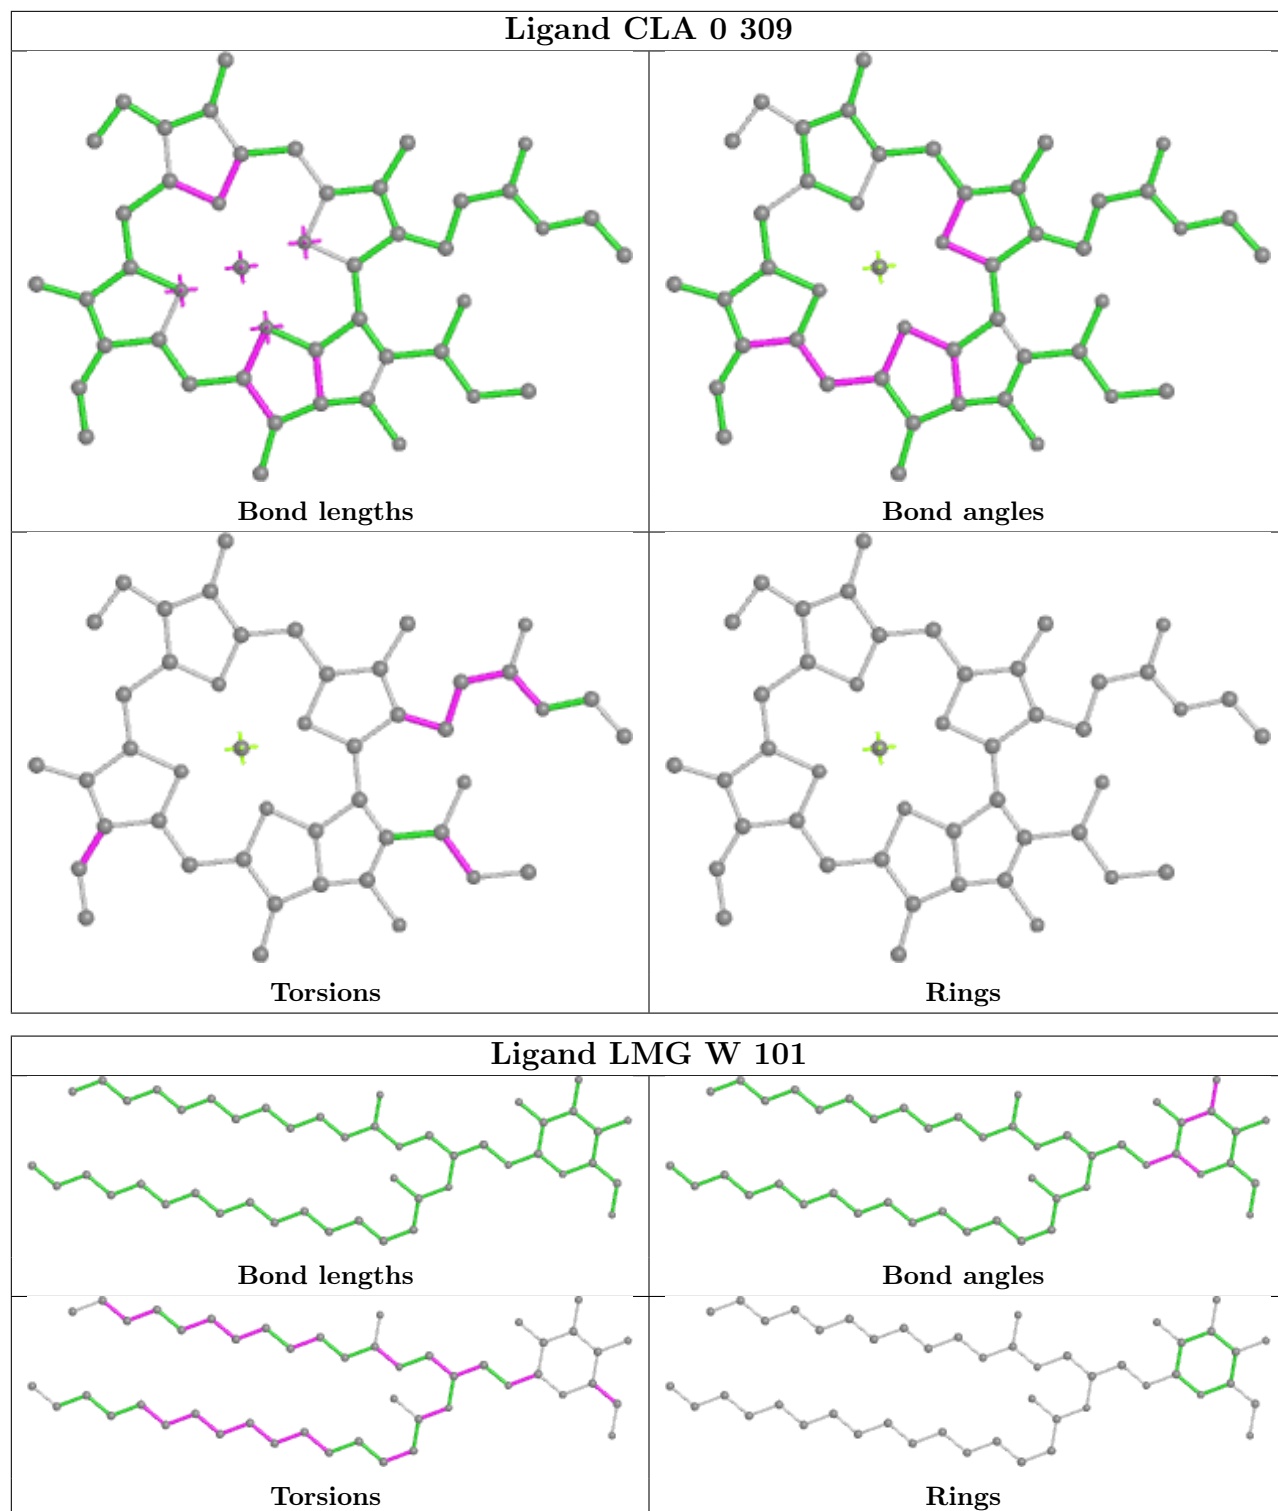 Ligand CLA 0 309
Bond lengths
Bond angles
Torsions
Rings
Ligand LMG W 101
Bond lengths
Bond angles
Torsions
Rings